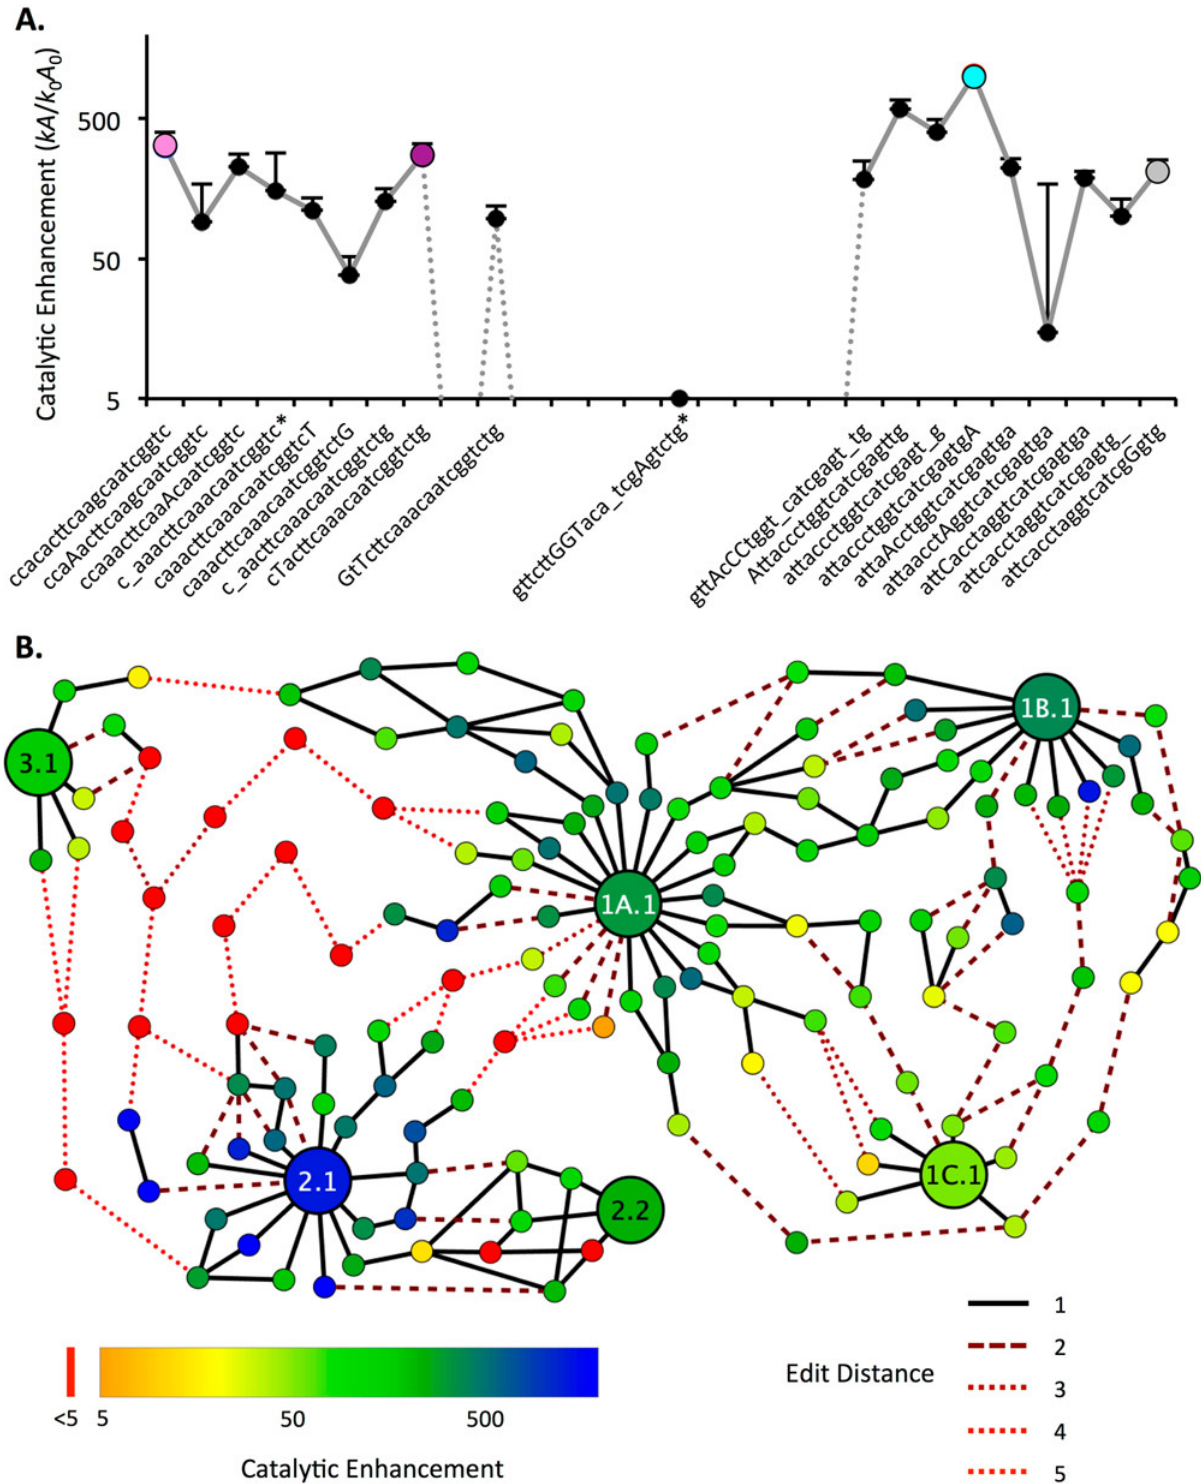 A.
Catalytic Enhancement (kA/k₀A₀)
500
50
5
ccacacttcaagcaatcggtc
ccaAacttcaagcaatcggtc
ccaaacttcaaAcaatcggtc
c_aaacttcaaacaatcggtc*
caaacttcaaacaatcggtcT
caaacttcaaacaatcggtctG
c_aacttcaaacaatcggtctg
cTacttcaaacaatcggtctg
GtTcttcaaacaatcggtctg
gttcttGGTaca_tcgAgtctg*
gttAcCCtggt_catcgagt_tg
Attaccctggtcatcgagttg
attaccctggtcatcgagt_g
attaccctggtcatcgagtgA
attaAcctggtcatcgagtga
attaacctAggtcatcgagtga
attCacctaggtcatcgagtga
attcacctaggtcatcgagtg_
attcacctaggtcatcgGgtg
B.
3.1
1B.1
1A.1
2.1
2.2
1C.1
<5
5
50
500
Catalytic Enhancement
Edit Distance
1
2
3
4
5